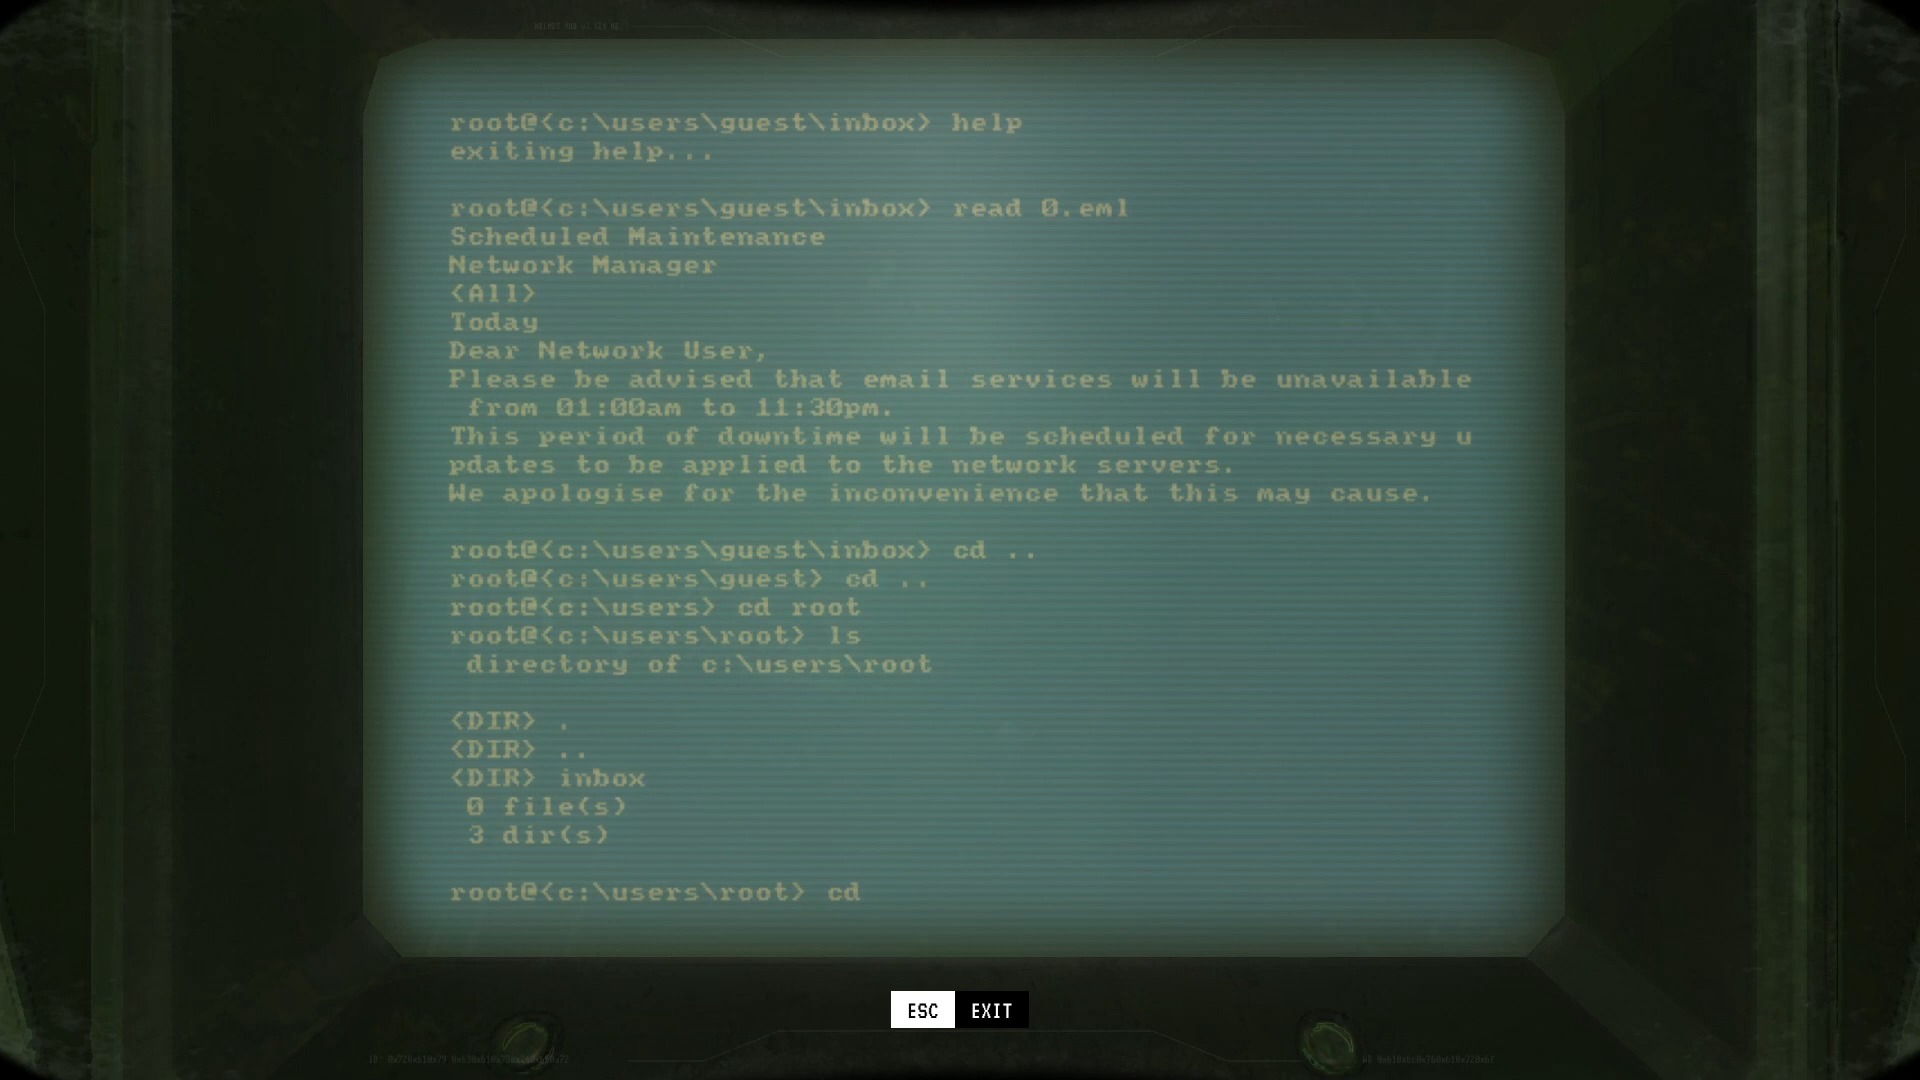 root@<c:\users\guest\inbox> help
exiting help...
root@<c:\users\guest\inbox> read 0.eml
Scheduled Maintenance
Network Manager
<All>
Today
Dear Network User,
Please be advised that email services will be unavailable
from 01:00am to 11:30pm.
This period of downtime will be scheduled for necessary u
pdates to be applied to the network servers.
We apologise for the inconvenience that this may cause.
root@<c:\users\guest\inbox> cd ..
root@<c:\users\guest> cd ..
root@<c:\users> cd root
root@<c:\users\root> ls
directory of c:\users\root
<DIR> .
<DIR> ..
<DIR> inbox
0 file(s)
3 dir(s)
root@<c:\users\root> cd
ESC EXIT